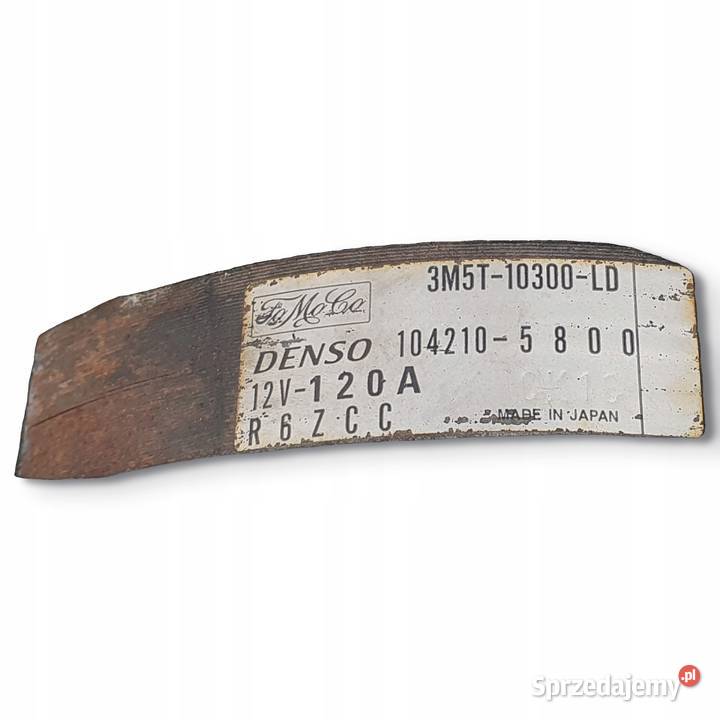 3M5T-10300-LD
FoMoCo
DENSO 104210-5800
12V-120A
R6ZCC MADE IN JAPAN
Sprzedajemy.pl